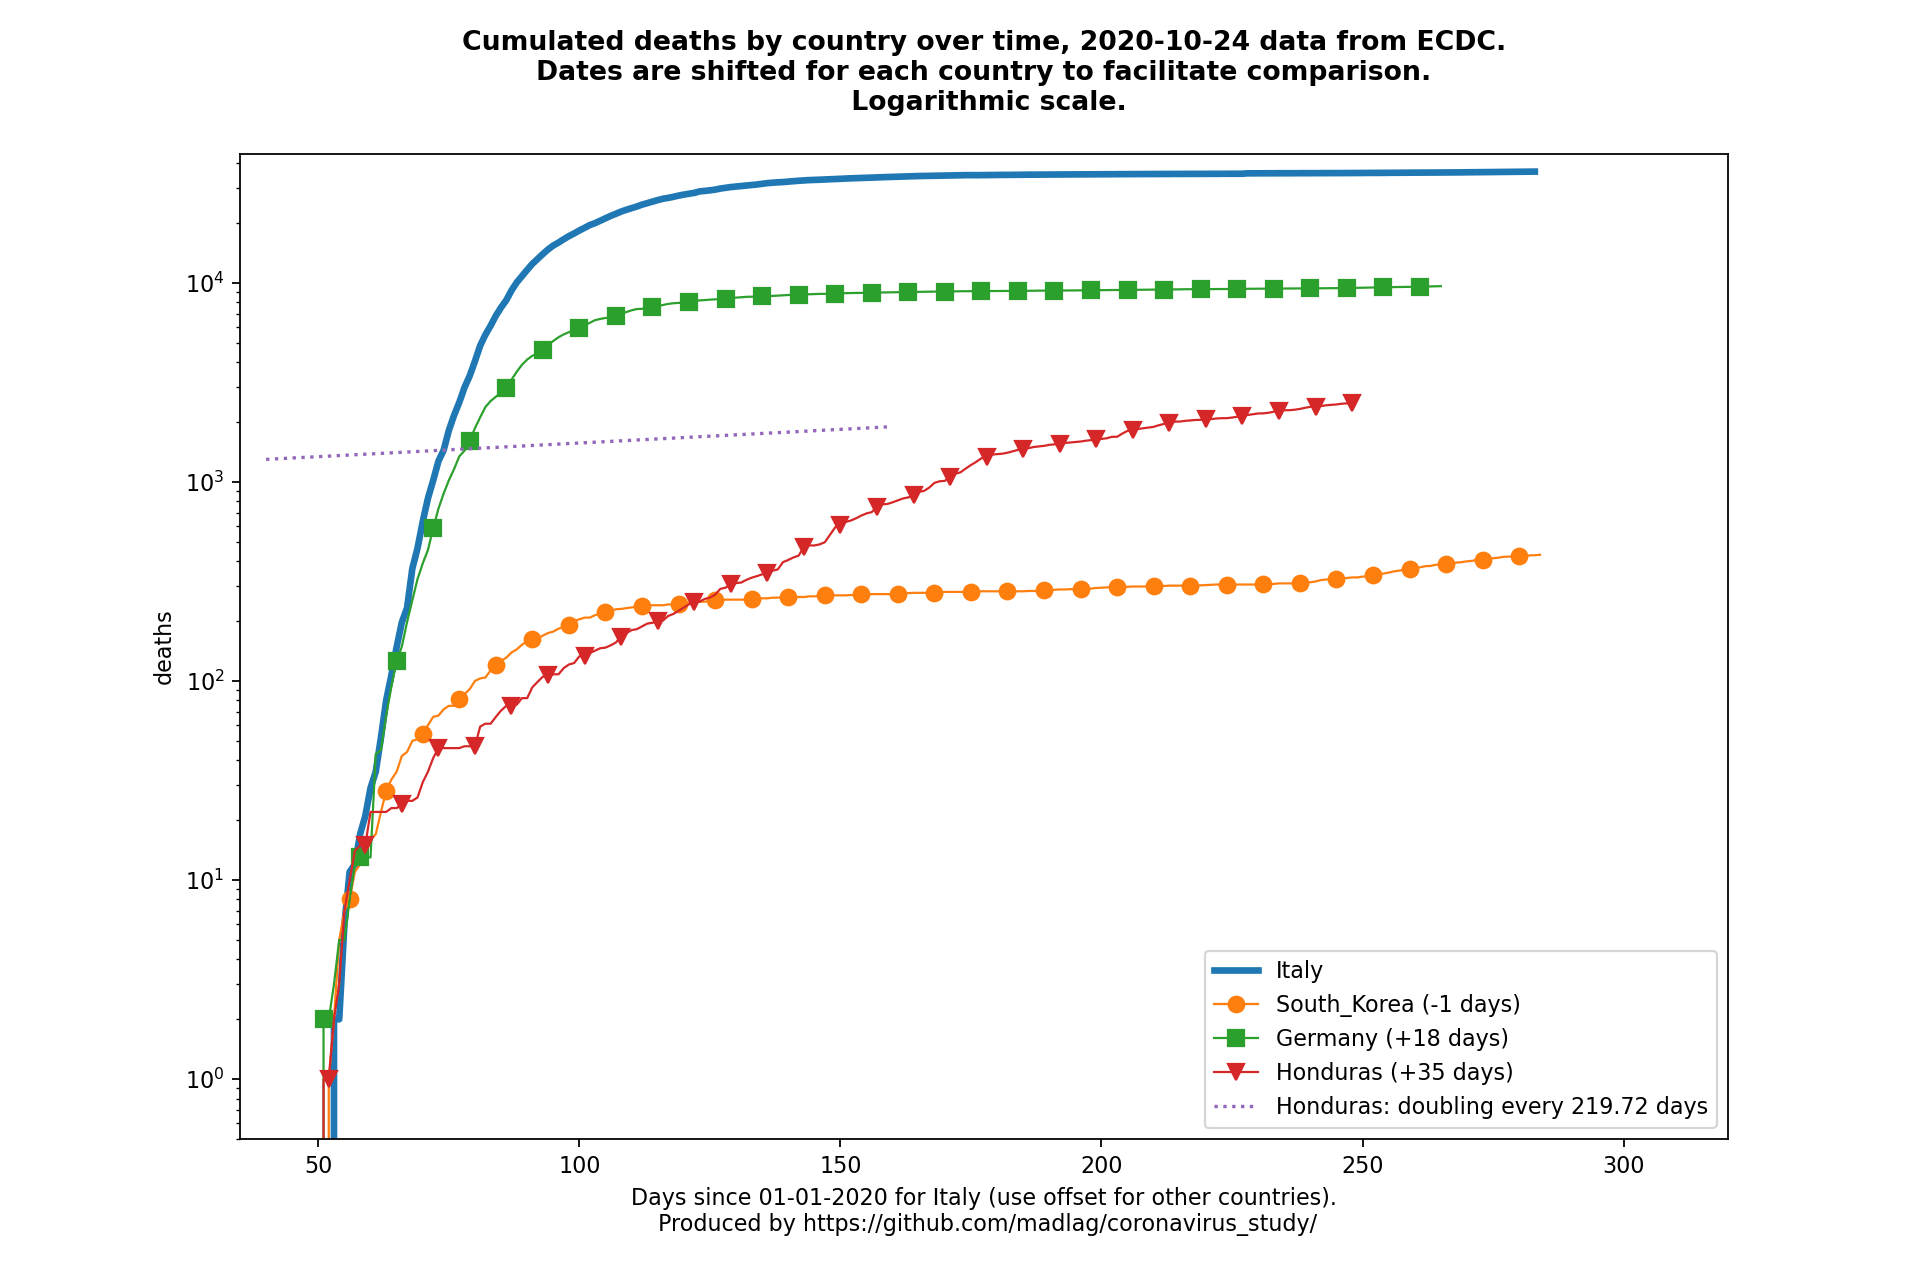 Cumulated deaths by country over time, 2020-10-24 data from ECDC.
Dates are shifted for each country to facilitate comparison.
Logarithmic scale.
10^4
10^3
10^2
10^1
10^0
deaths
Italy
South_Korea (-1 days)
Germany (+18 days)
Honduras (+35 days)
Honduras: doubling every 219.72 days
50 100 150 200 250 300
Days since 01-01-2020 for Italy (use offset for other countries).
Produced by https://github.com/madlag/coronavirus_study/